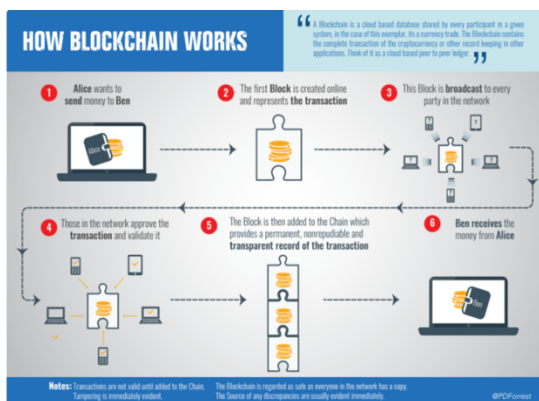 HOW BLOCKCHAIN WORKS
“ A Blockchain is a cloud based database shared by every participant in a given
system, in the case of this exemplar, its a currency trade. The Blockchain contains
the complete transaction of the cryptocurrency or other record keeping in other
applications. Think of it as a cloud based peer to peer ledger. ”
1 Alice wants to
send money to Ben
Alice
2 The first Block is created online
and represents the transaction
3 This Block is broadcast to every
party in the network
4 Those in the network approve the
transaction and validate it
5 The Block is then added to the Chain which
provides a permanent, nonrepudiable and
transparent record of the transaction
6 Ben receives the
money from Alice
Ben
Notes: Transactions are not valid until added to the Chain.
Tampering is immediately evident.
The Blockchain is regarded as safe as everyone in the network has a copy.
The Source of any discrepancies are usually evident immediately.
@PDForrest